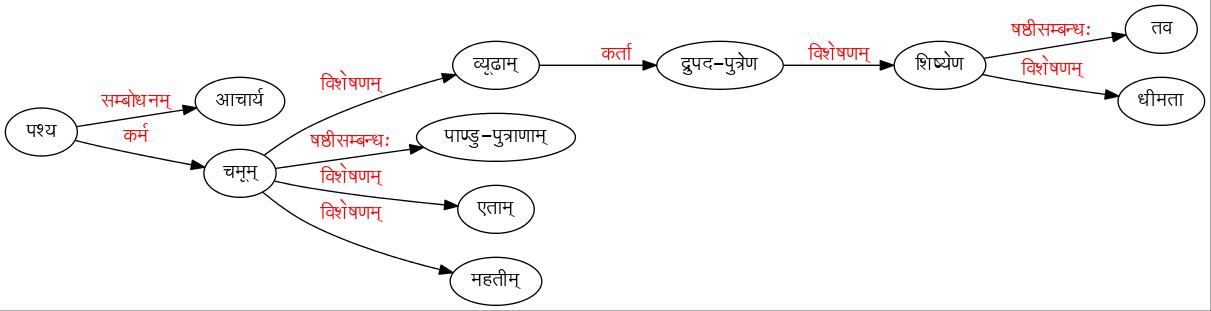 पश्य
सम्बोधनम्
आचार्य
कर्म
चमूम्
विशेषणम्
व्यूढाम्
कर्ता
द्रुपद-पुत्रेण
विशेषणम्
शिष्येण
षष्ठीसम्बन्धः
तव
विशेषणम्
धीमता
षष्ठीसम्बन्धः
पाण्डु-पुत्राणाम्
विशेषणम्
एताम्
विशेषणम्
महतीम्